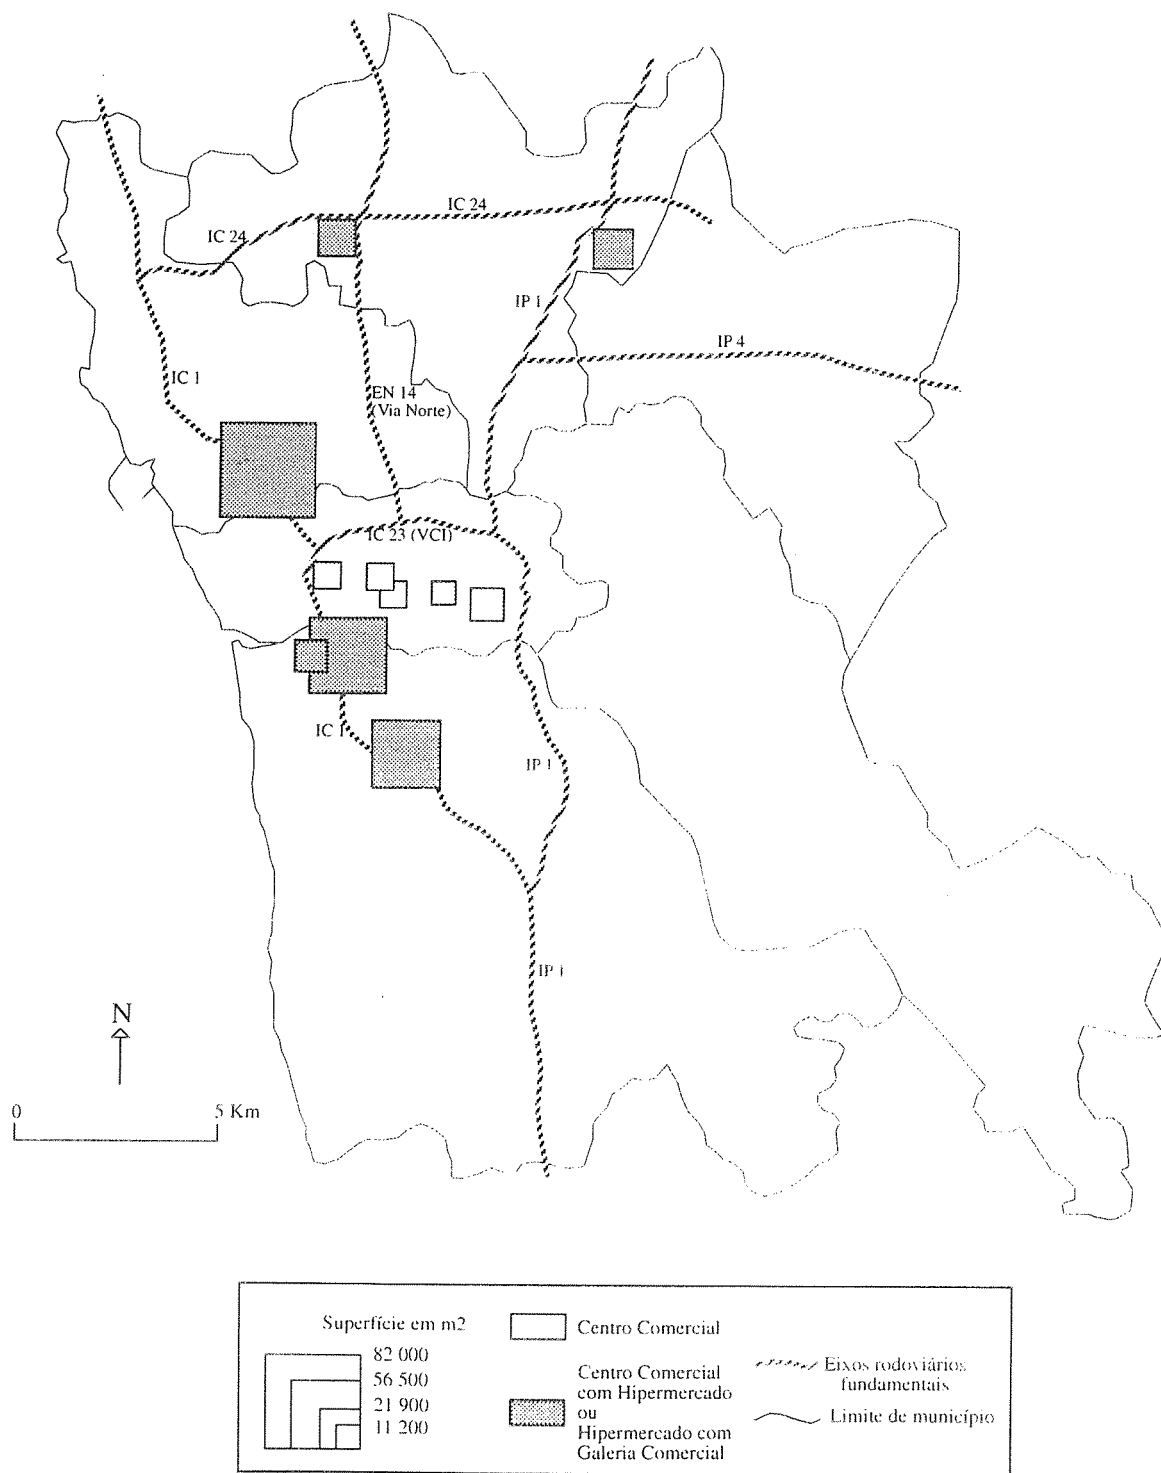 IC 24
IC 24
IP 1
IP 4
IC 1
EN 14
(Via Norte)
IC 23 (VCI)
IC 1
IP 1
IP 1
N
0 5 Km
Superfície em m2
82 000
56 500
21 900
11 200
Centro Comercial
Centro Comercial
com Hipermercado
ou
Hipermercado com
Galeria Comercial
Eixos rodoviários
fundamentais
Limite de município